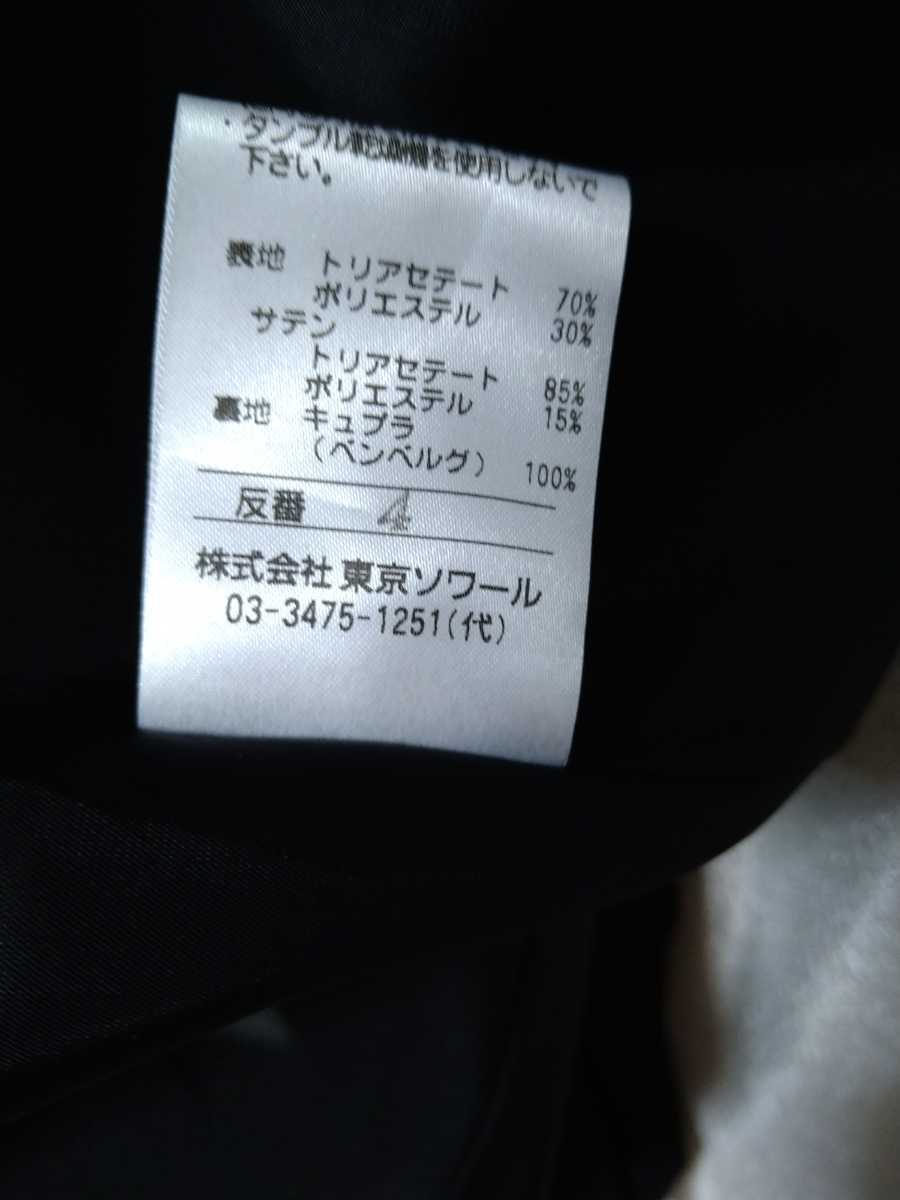 ・タンブル乾燥機を使用しないで
下さい。
表地 トリアセテート 70%
ポリエステル 30%
サテン
トリアセテート 85%
ポリエステル 15%
裏地 キュプラ
(ベンベルグ) 100%
反番 4
株式会社 東京ソワール
03-3475-1251(代)